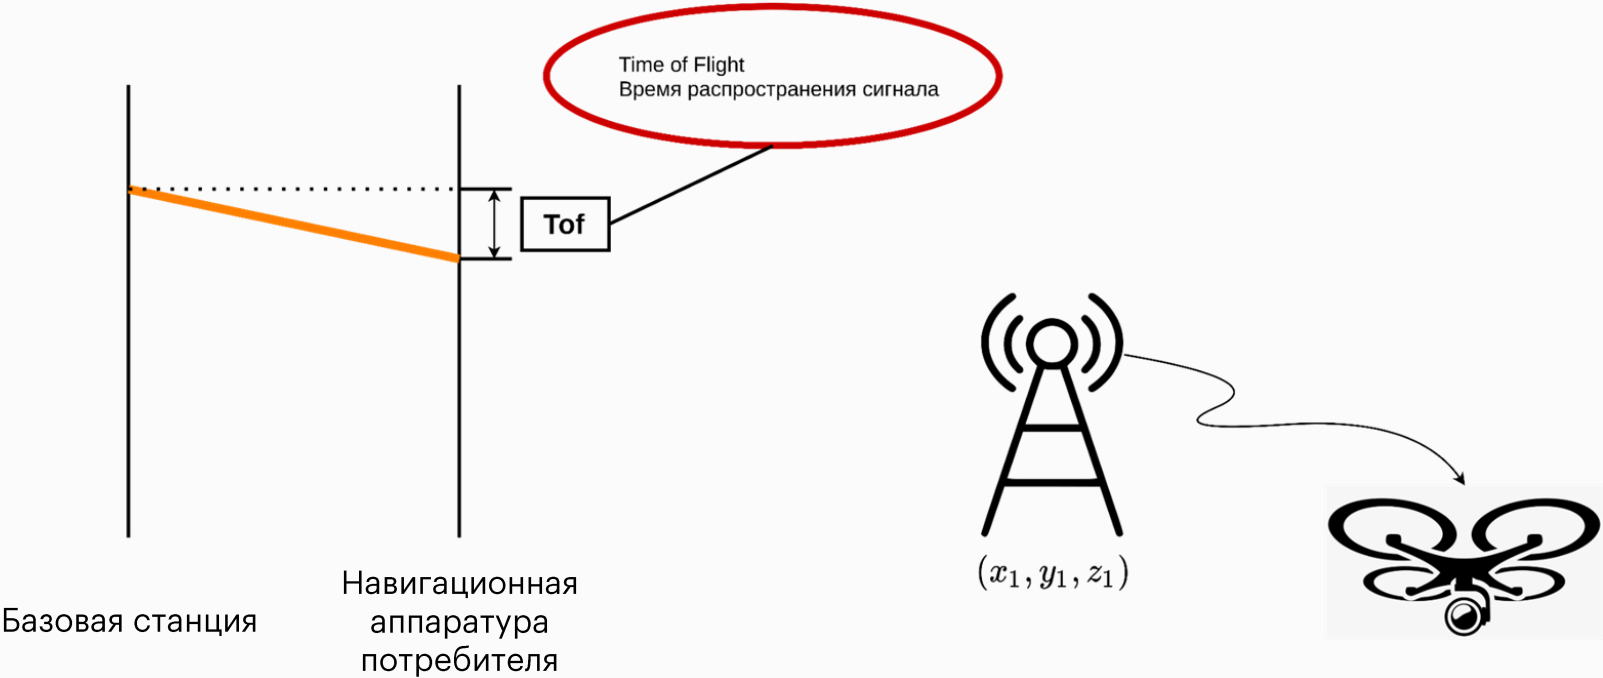 Time of Flight
Время распространения сигнала
Tof
(x₁, y₁, z₁)
Базовая станция
Навигационная
аппаратура
потребителя